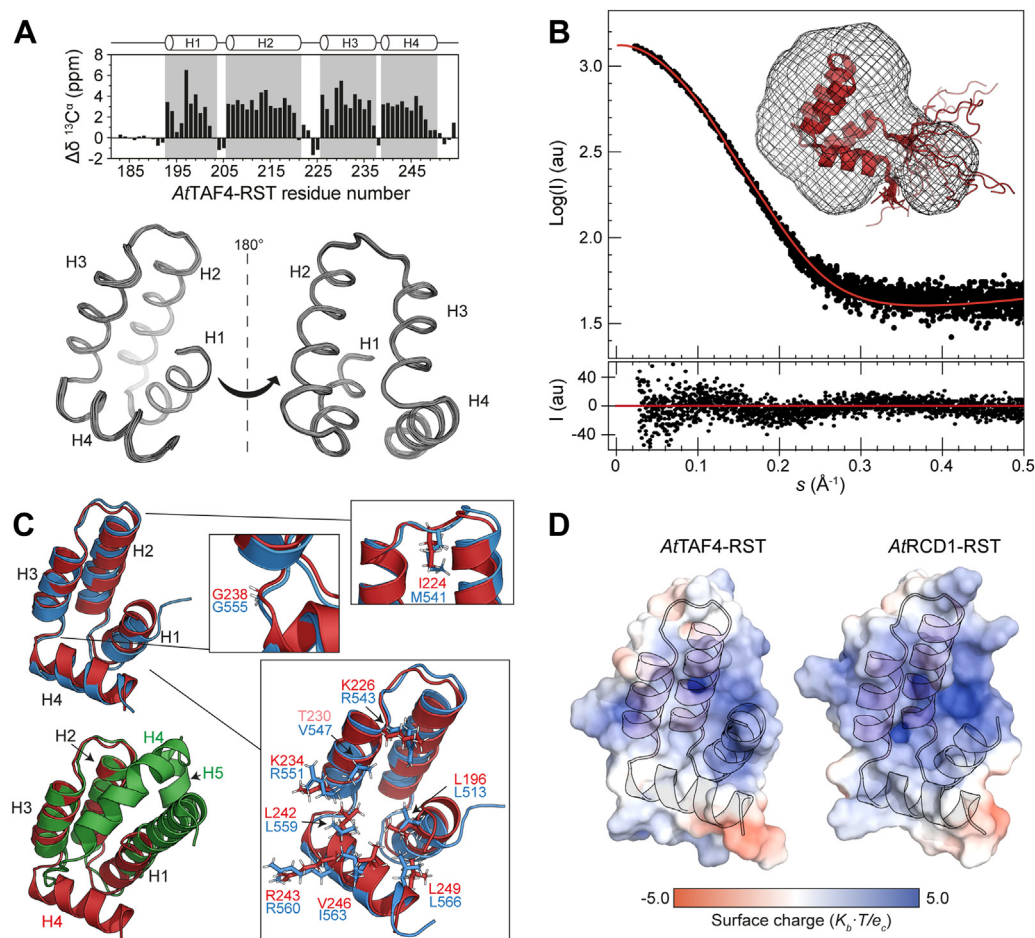 A
H1 H2 H3 H4
Δδ ¹³Cᵅ (ppm)
8
6
4
2
0
-2
185 195 205 215 225 235 245
AtTAF4-RST residue number
180°
H3
H2
H1
H4
H2
H3
H1
H4
B
Log(I) (au)
3.0
2.5
2.0
1.5
I (au)
40
0
-40
0 0.1 0.2 0.3 0.4 0.5
s (Å⁻¹)
C
H2
H3
H1
H4
G238
G555
I224
M541
H2
H4
H5
H3
H1
H4
K226
R543
T230
V547
K234
R551
L196
L513
L242
L559
R243
R560
V246
I563
L249
L566
D
AtTAF4-RST
AtRCD1-RST
-5.0 5.0
Surface charge (K_b·T/e_c)